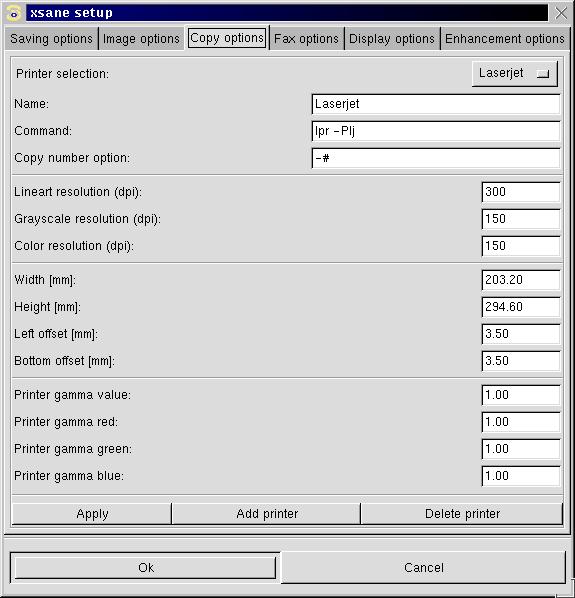 xsane setup
Saving options Image options Copy options Fax options Display options Enhancement options
Printer selection: Laserjet
Name: Laserjet
Command: lpr -Plj
Copy number option: -#
Lineart resolution (dpi): 300
Grayscale resolution (dpi): 150
Color resolution (dpi): 150
Width [mm]: 203.20
Height [mm]: 294.60
Left offset [mm]: 3.50
Bottom offset [mm]: 3.50
Printer gamma value: 1.00
Printer gamma red: 1.00
Printer gamma green: 1.00
Printer gamma blue: 1.00
Apply Add printer Delete printer
Ok Cancel